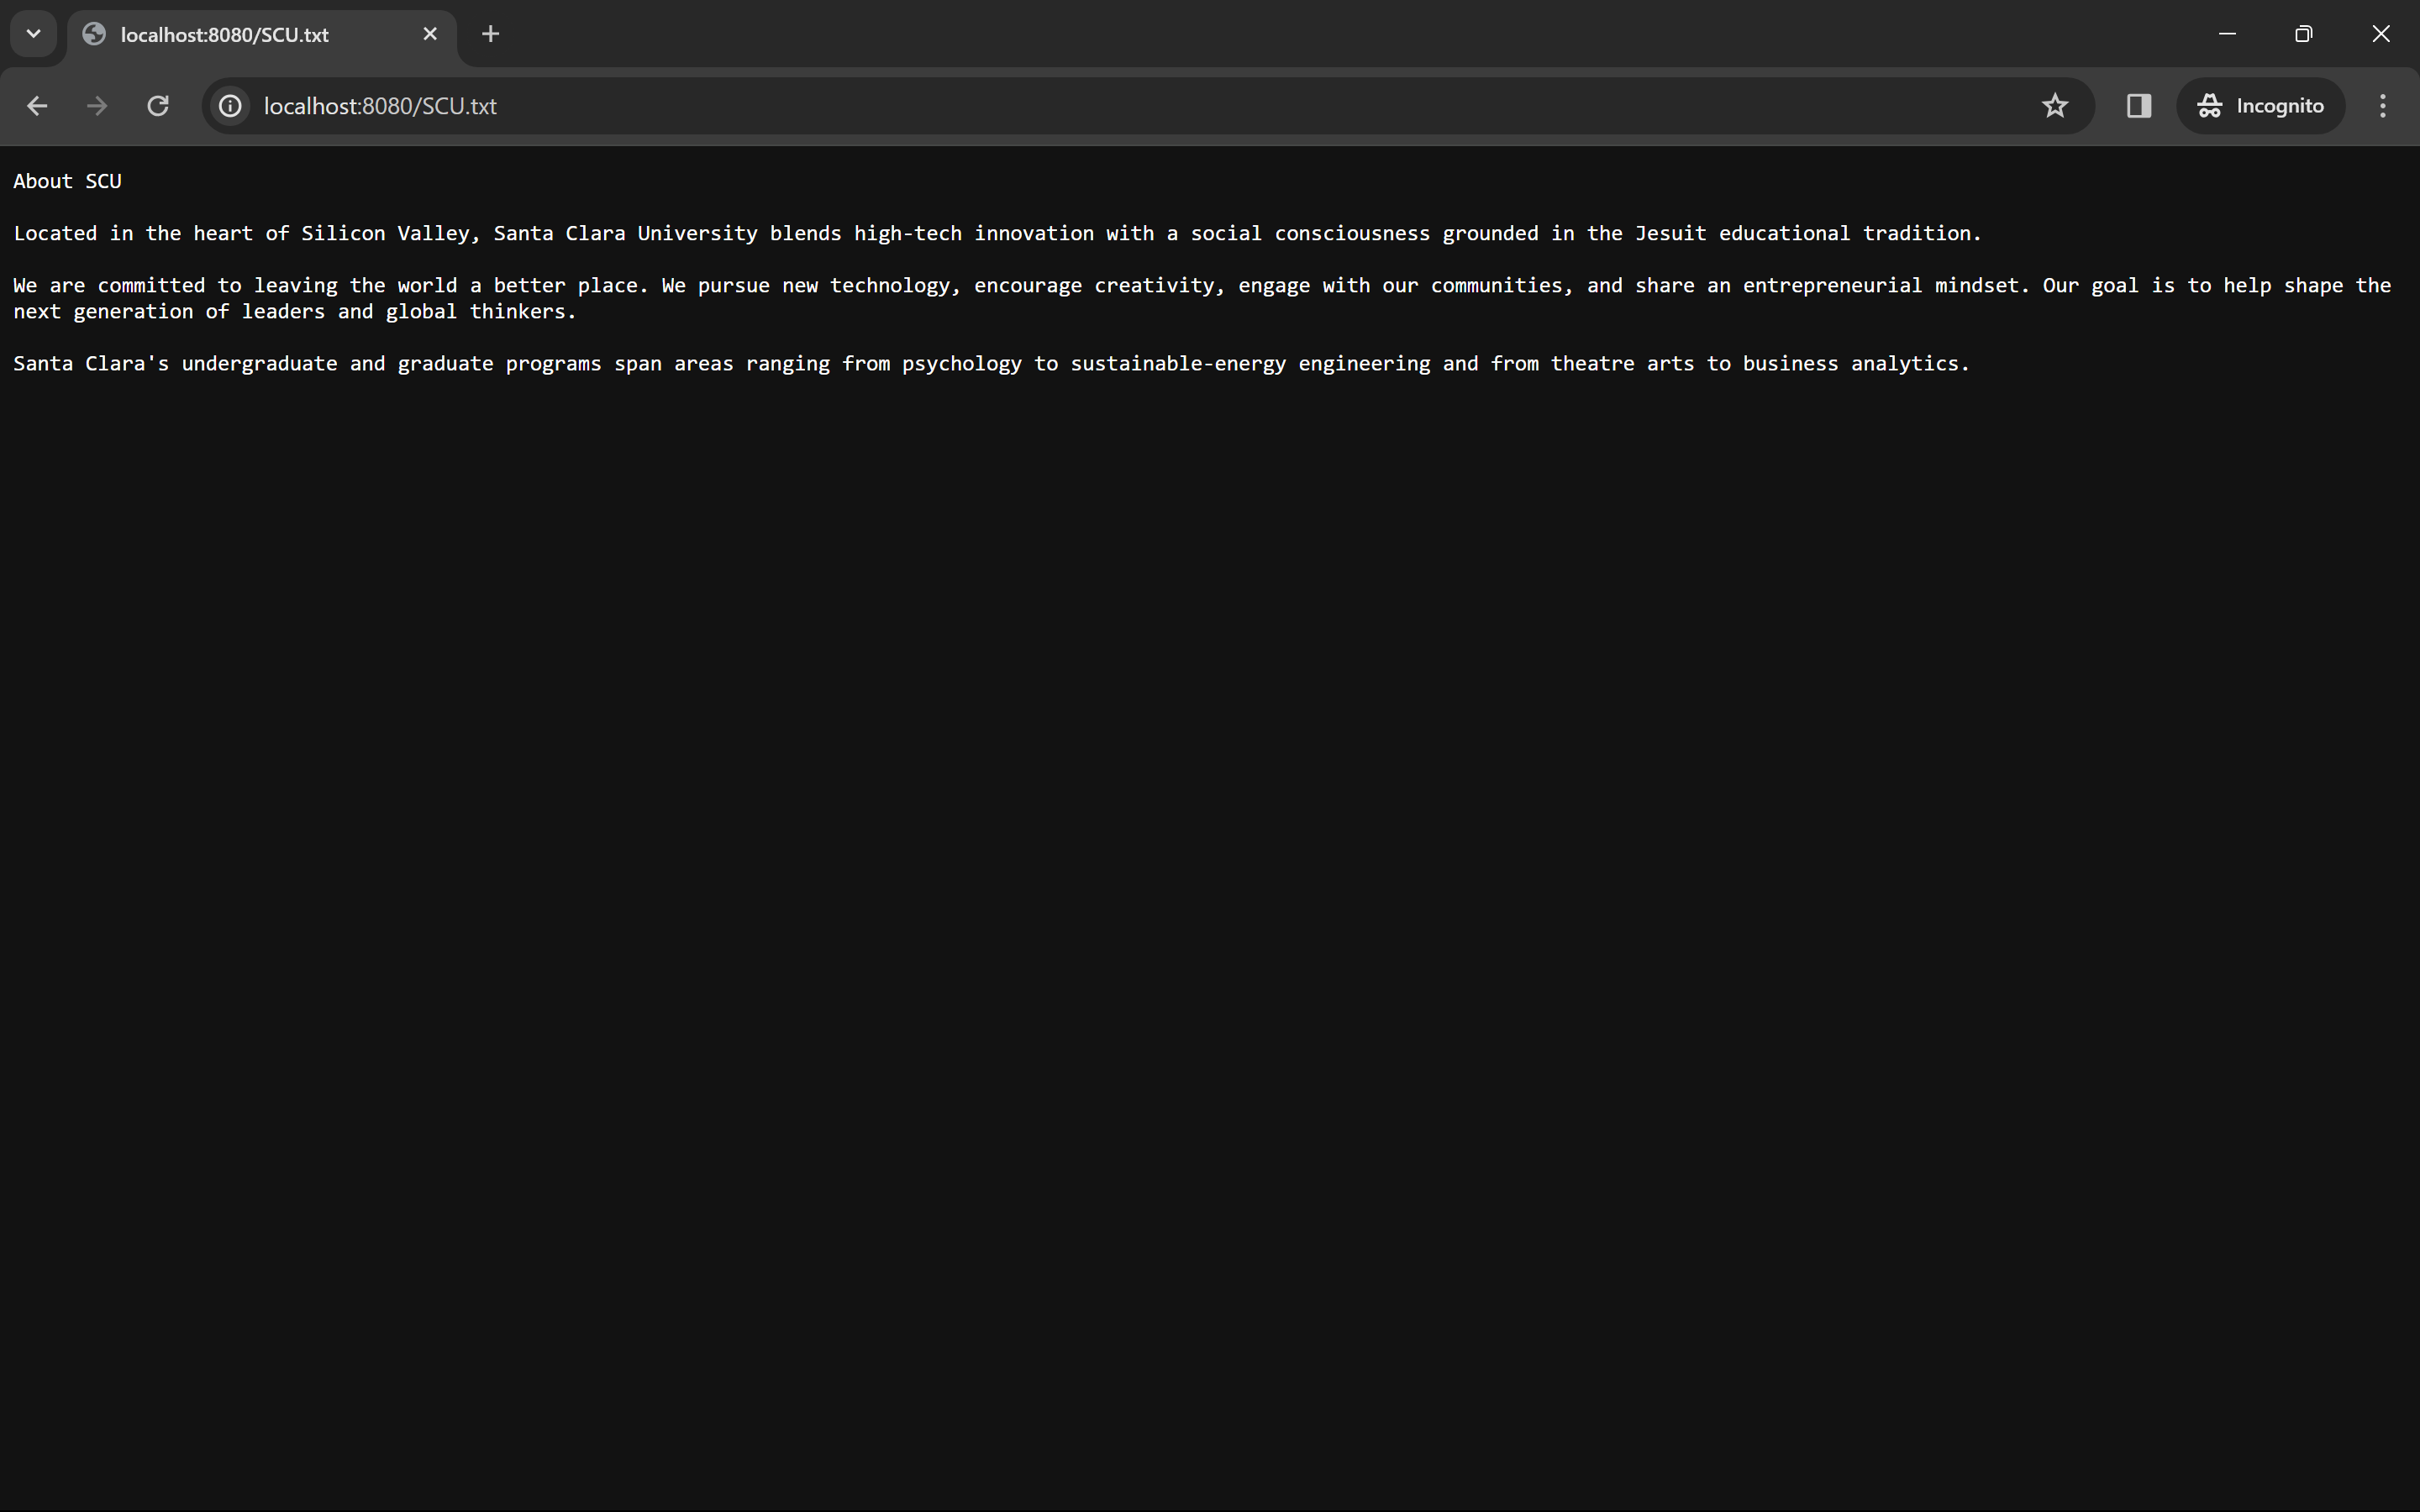 localhost:8080/SCU.txt
localhost:8080/SCU.txt
Incognito
About SCU
Located in the heart of Silicon Valley, Santa Clara University blends high-tech innovation with a social consciousness grounded in the Jesuit educational tradition.
We are committed to leaving the world a better place. We pursue new technology, encourage creativity, engage with our communities, and share an entrepreneurial mindset. Our goal is to help shape the
next generation of leaders and global thinkers.
Santa Clara's undergraduate and graduate programs span areas ranging from psychology to sustainable-energy engineering and from theatre arts to business analytics.